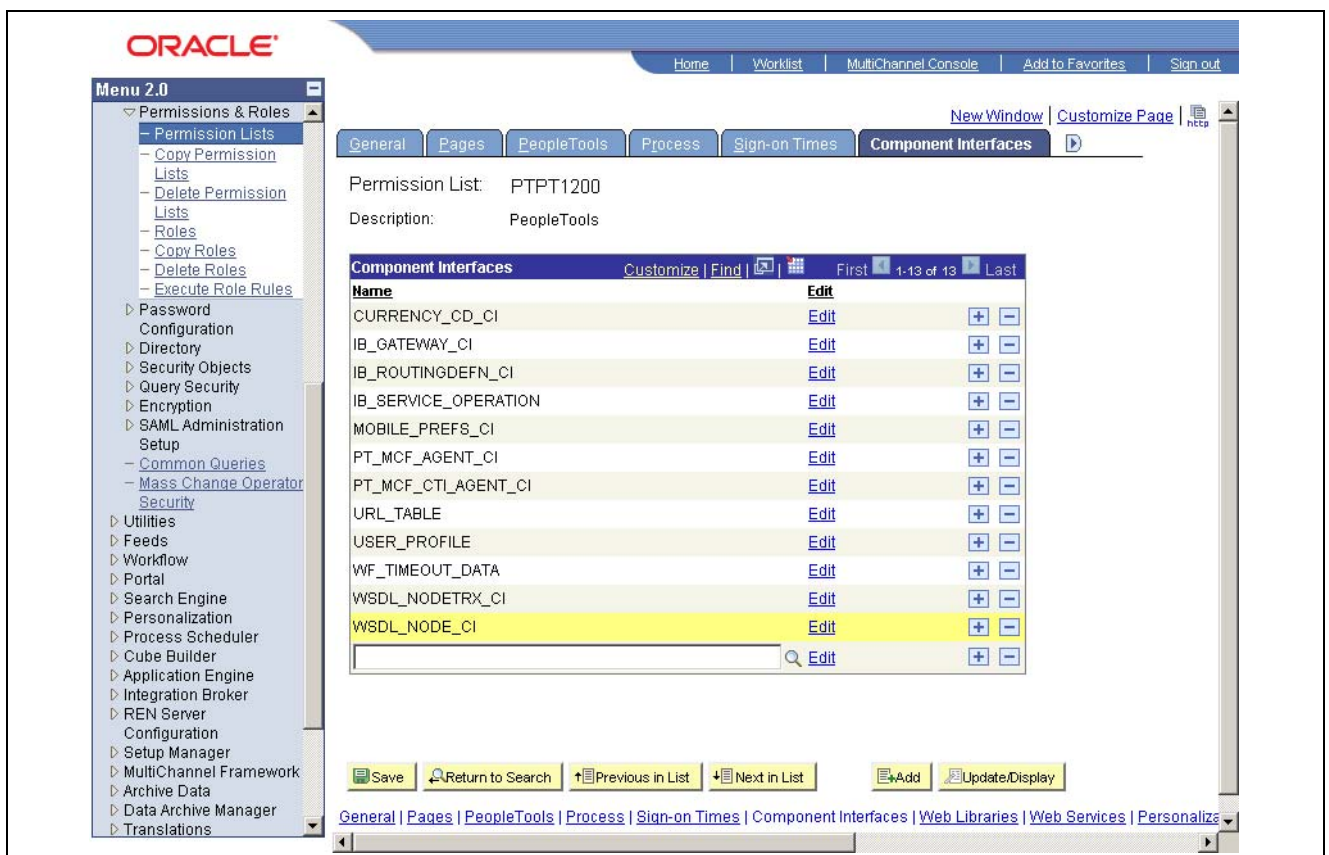 ORACLE'
Home | Worklist | MultiChannel Console | Add to Favorites | Sign out
Menu 2.0
Permissions & Roles
– Permission Lists
– Copy Permission
Lists
– Delete Permission
Lists
– Roles
– Copy Roles
– Delete Roles
– Execute Role Rules
Password
Configuration
Directory
Security Objects
Query Security
Encryption
SAML Administration
Setup
– Common Queries
– Mass Change Operator
Security
Utilities
Feeds
Workflow
Portal
Search Engine
Personalization
Process Scheduler
Cube Builder
Application Engine
Integration Broker
REN Server
Configuration
Setup Manager
MultiChannel Framework
Archive Data
Data Archive Manager
Translations
New Window | Customize Page | http
General Pages PeopleTools Process Sign-on Times Component Interfaces
Permission List: PTPT1200
Description: PeopleTools
Component Interfaces Customize | Find | First 1-13 of 13 Last
Name Edit
CURRENCY_CD_CI Edit + −
IB_GATEWAY_CI Edit + −
IB_ROUTINGDEFN_CI Edit + −
IB_SERVICE_OPERATION Edit + −
MOBILE_PREFS_CI Edit + −
PT_MCF_AGENT_CI Edit + −
PT_MCF_CTI_AGENT_CI Edit + −
URL_TABLE Edit + −
USER_PROFILE Edit + −
WF_TIMEOUT_DATA Edit + −
WSDL_NODETRX_CI Edit + −
WSDL_NODE_CI Edit + −
Edit + −
Save Return to Search Previous in List Next in List Add Update/Display
General | Pages | PeopleTools | Process | Sign-on Times | Component Interfaces | Web Libraries | Web Services | Personaliza